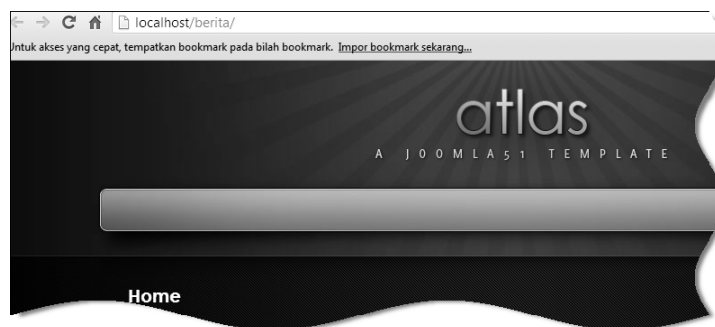 localhost/berita/
Untuk akses yang cepat, tempatkan bookmark pada bilah bookmark. Impor bookmark sekarang...
atlas
A JOOMLA51 TEMPLATE
Home